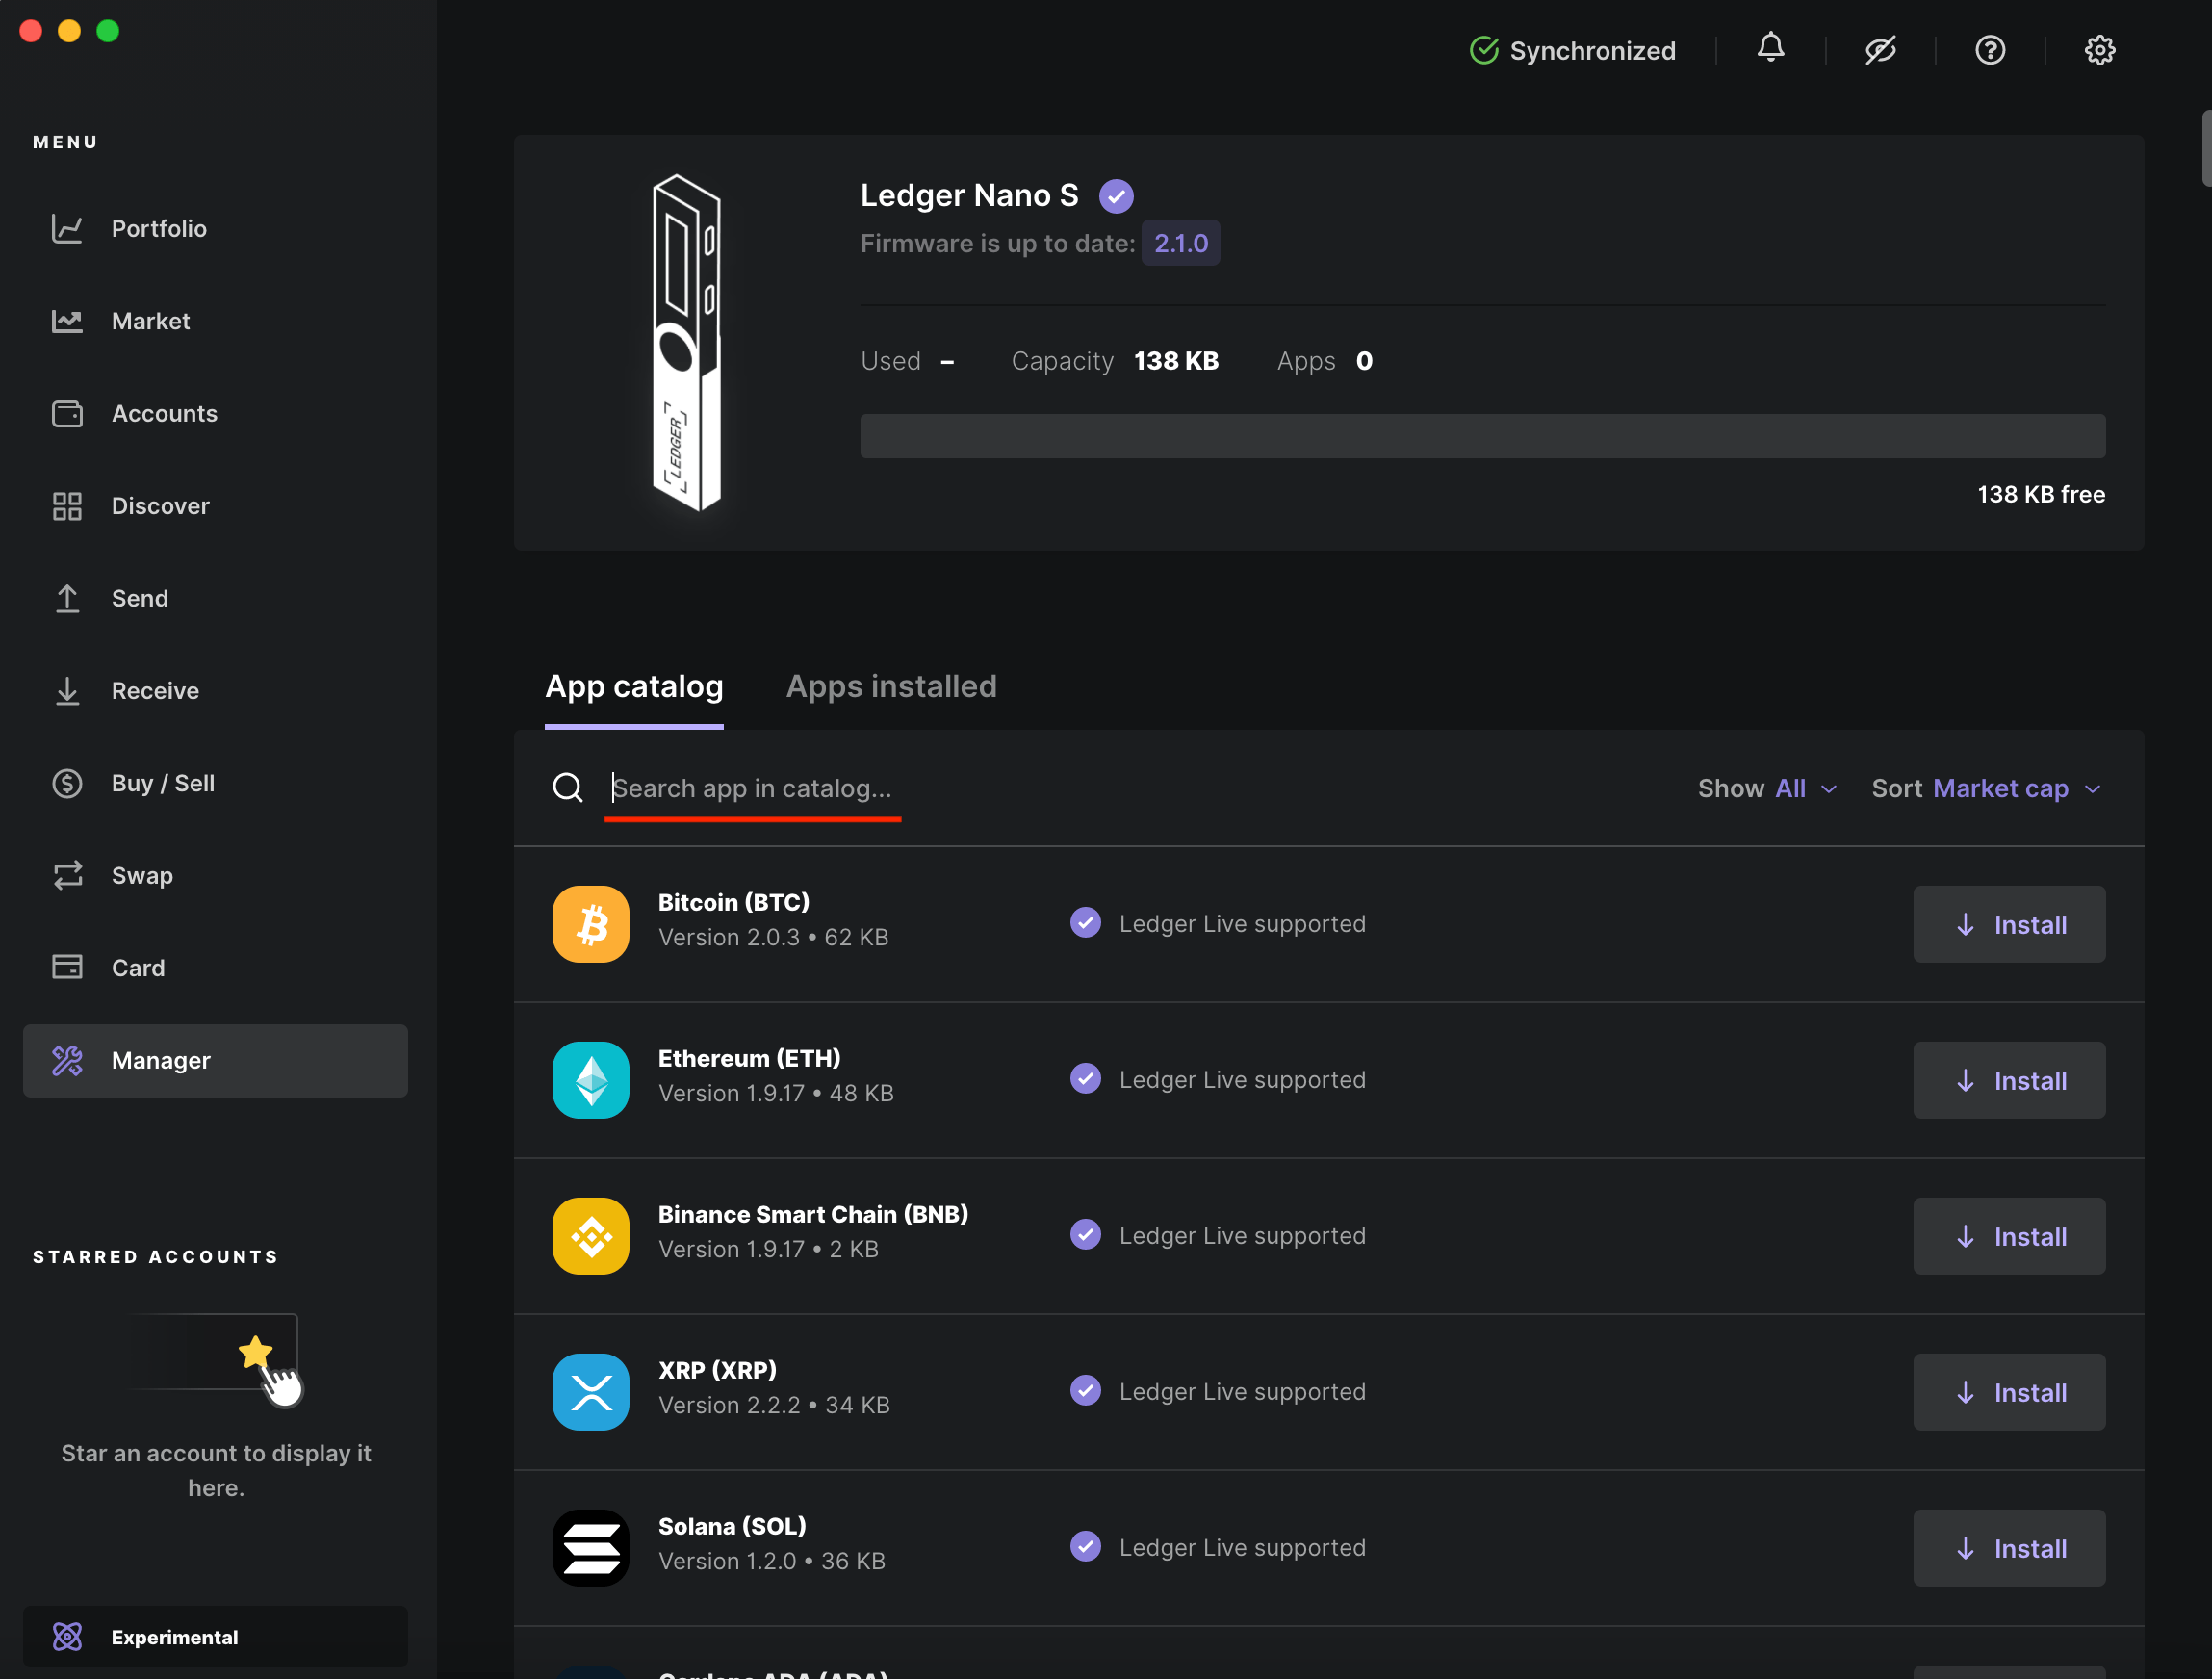 MENU
Portfolio
Market
Accounts
Discover
Send
Receive
Buy / Sell
Swap
Card
Manager
STARRED ACCOUNTS
Star an account to display it
here.
Experimental
Synchronized
LEDGER
Ledger Nano S
Firmware is up to date: 2.1.0
Used – Capacity 138 KB Apps 0
138 KB free
App catalog Apps installed
Search app in catalog... Show All Sort Market cap
Bitcoin (BTC)
Version 2.0.3 • 62 KB
Ledger Live supported
Install
Ethereum (ETH)
Version 1.9.17 • 48 KB
Ledger Live supported
Install
Binance Smart Chain (BNB)
Version 1.9.17 • 2 KB
Ledger Live supported
Install
XRP (XRP)
Version 2.2.2 • 34 KB
Ledger Live supported
Install
Solana (SOL)
Version 1.2.0 • 36 KB
Ledger Live supported
Install
Cardano ADA (ADA)